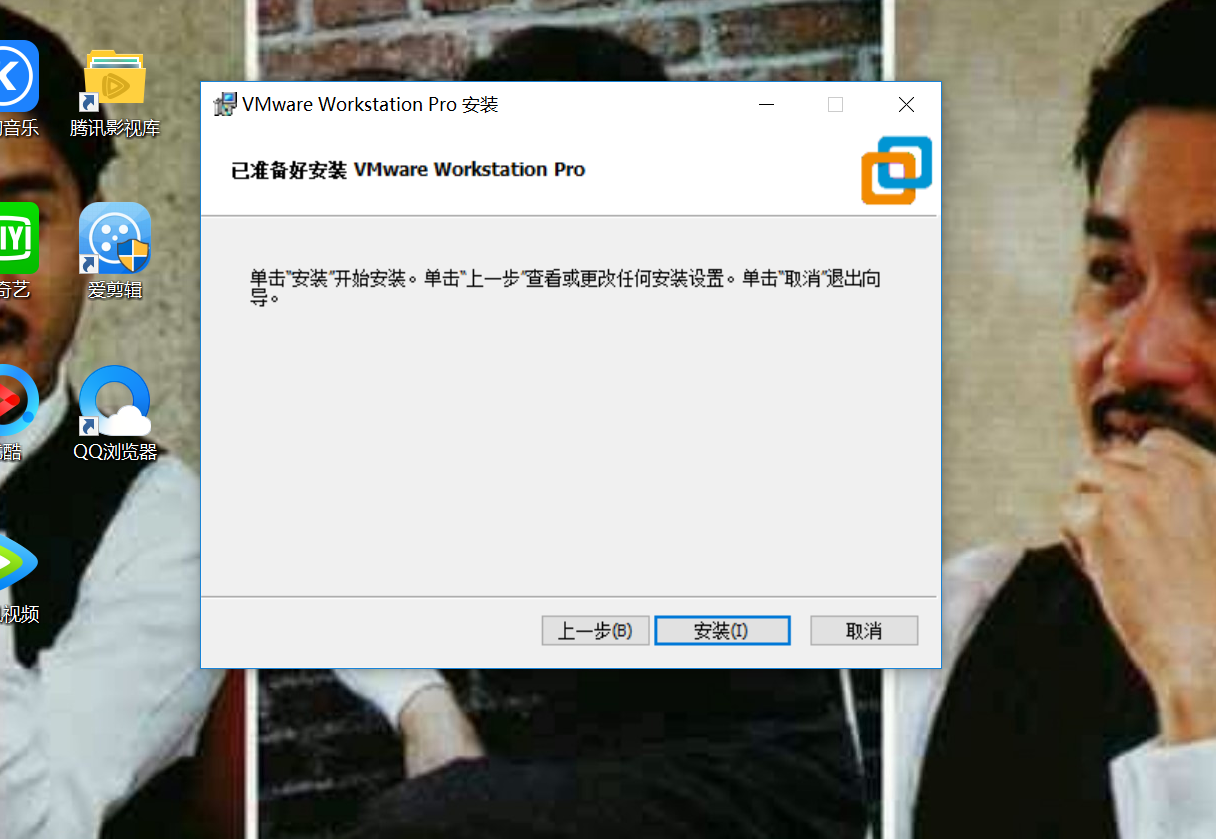 VMware Workstation Pro 安装
已准备好安装 VMware Workstation Pro
单击"安装"开始安装。单击"上一步"查看或更改任何安装设置。单击"取消"退出向
导。
上一步(B)
安装(I)
取消
音乐
腾讯影视库
IYI
奇艺
爱剪辑
酷
QQ浏览器
视频